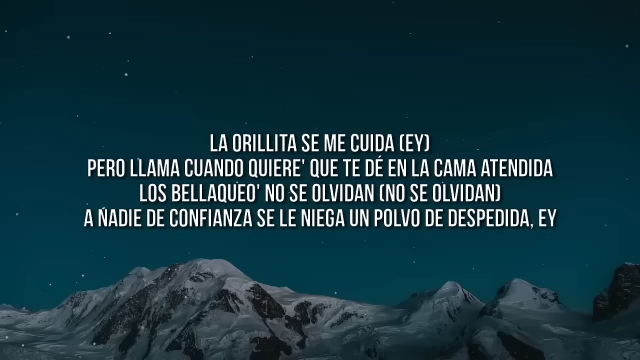 LA ORILLITA SE ME CUIDA (EY)
PERO LLAMA CUANDO QUIERE' QUE TE DÉ EN LA CAMA ATENDIDA
LOS BELLAQUEO' NO SE OLVIDAN (NO SE OLVIDAN)
A NADIE DE CONFIANZA SE LE NIEGA UN POLVO DE DESPEDIDA, EY